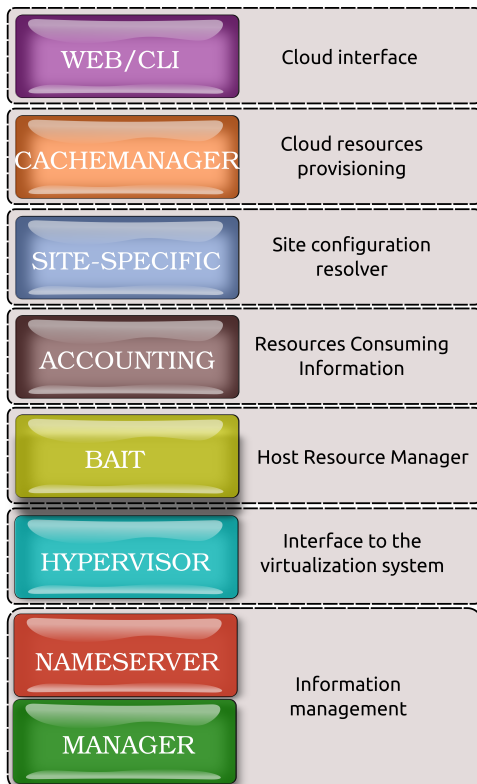 WEB/CLI
Cloud interface
CACHEMANAGER
Cloud resources
provisioning
SITE-SPECIFIC
Site configuration
resolver
ACCOUNTING
Resources Consuming
Information
BAIT
Host Resource Manager
HYPERVISOR
Interface to the
virtualization system
NAMESERVER
MANAGER
Information
management